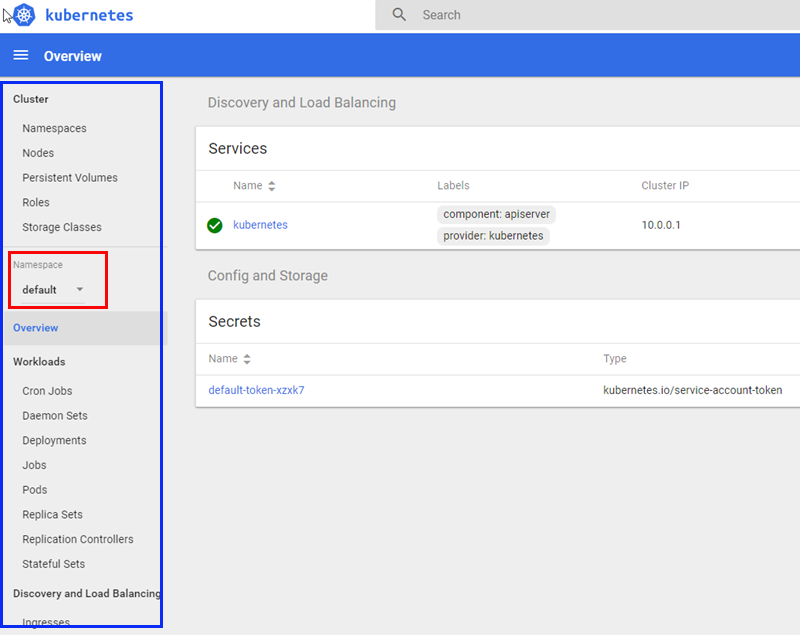 kubernetes
Search
Overview
Cluster
Namespaces
Nodes
Persistent Volumes
Roles
Storage Classes
Namespace
default
Overview
Workloads
Cron Jobs
Daemon Sets
Deployments
Jobs
Pods
Replica Sets
Replication Controllers
Stateful Sets
Discovery and Load Balancing
Ingresses
Discovery and Load Balancing
Services
Name Labels Cluster IP
kubernetes component: apiserver 10.0.0.1
provider: kubernetes
Config and Storage
Secrets
Name Type
default-token-xzxk7 kubernetes.io/service-account-token